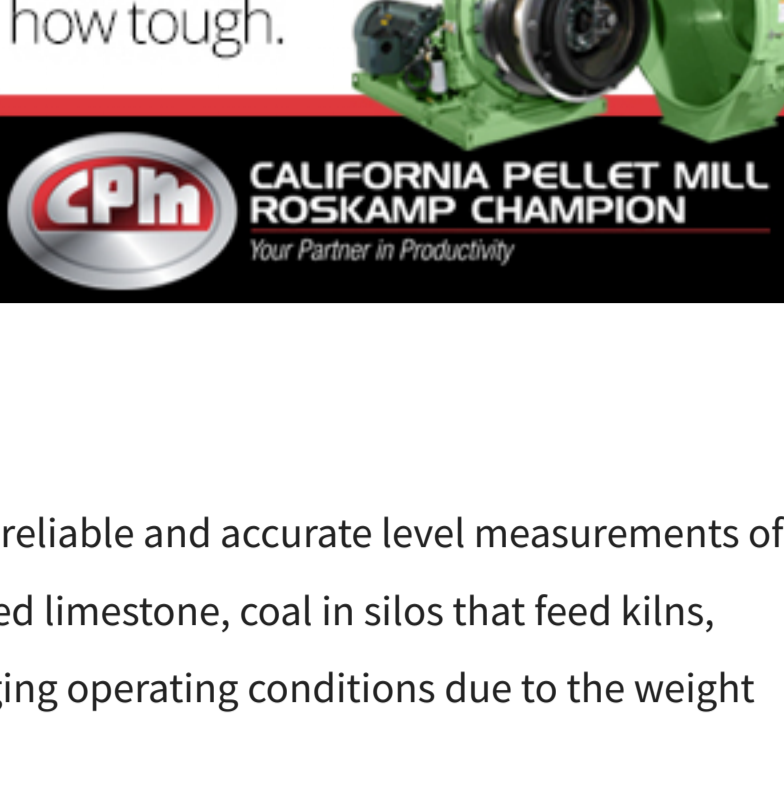 how tough.
cpm
CALIFORNIA PELLET MILL
ROSKAMP CHAMPION
Your Partner in Productivity
reliable and accurate level measurements of
ed limestone, coal in silos that feed kilns,
ging operating conditions due to the weight